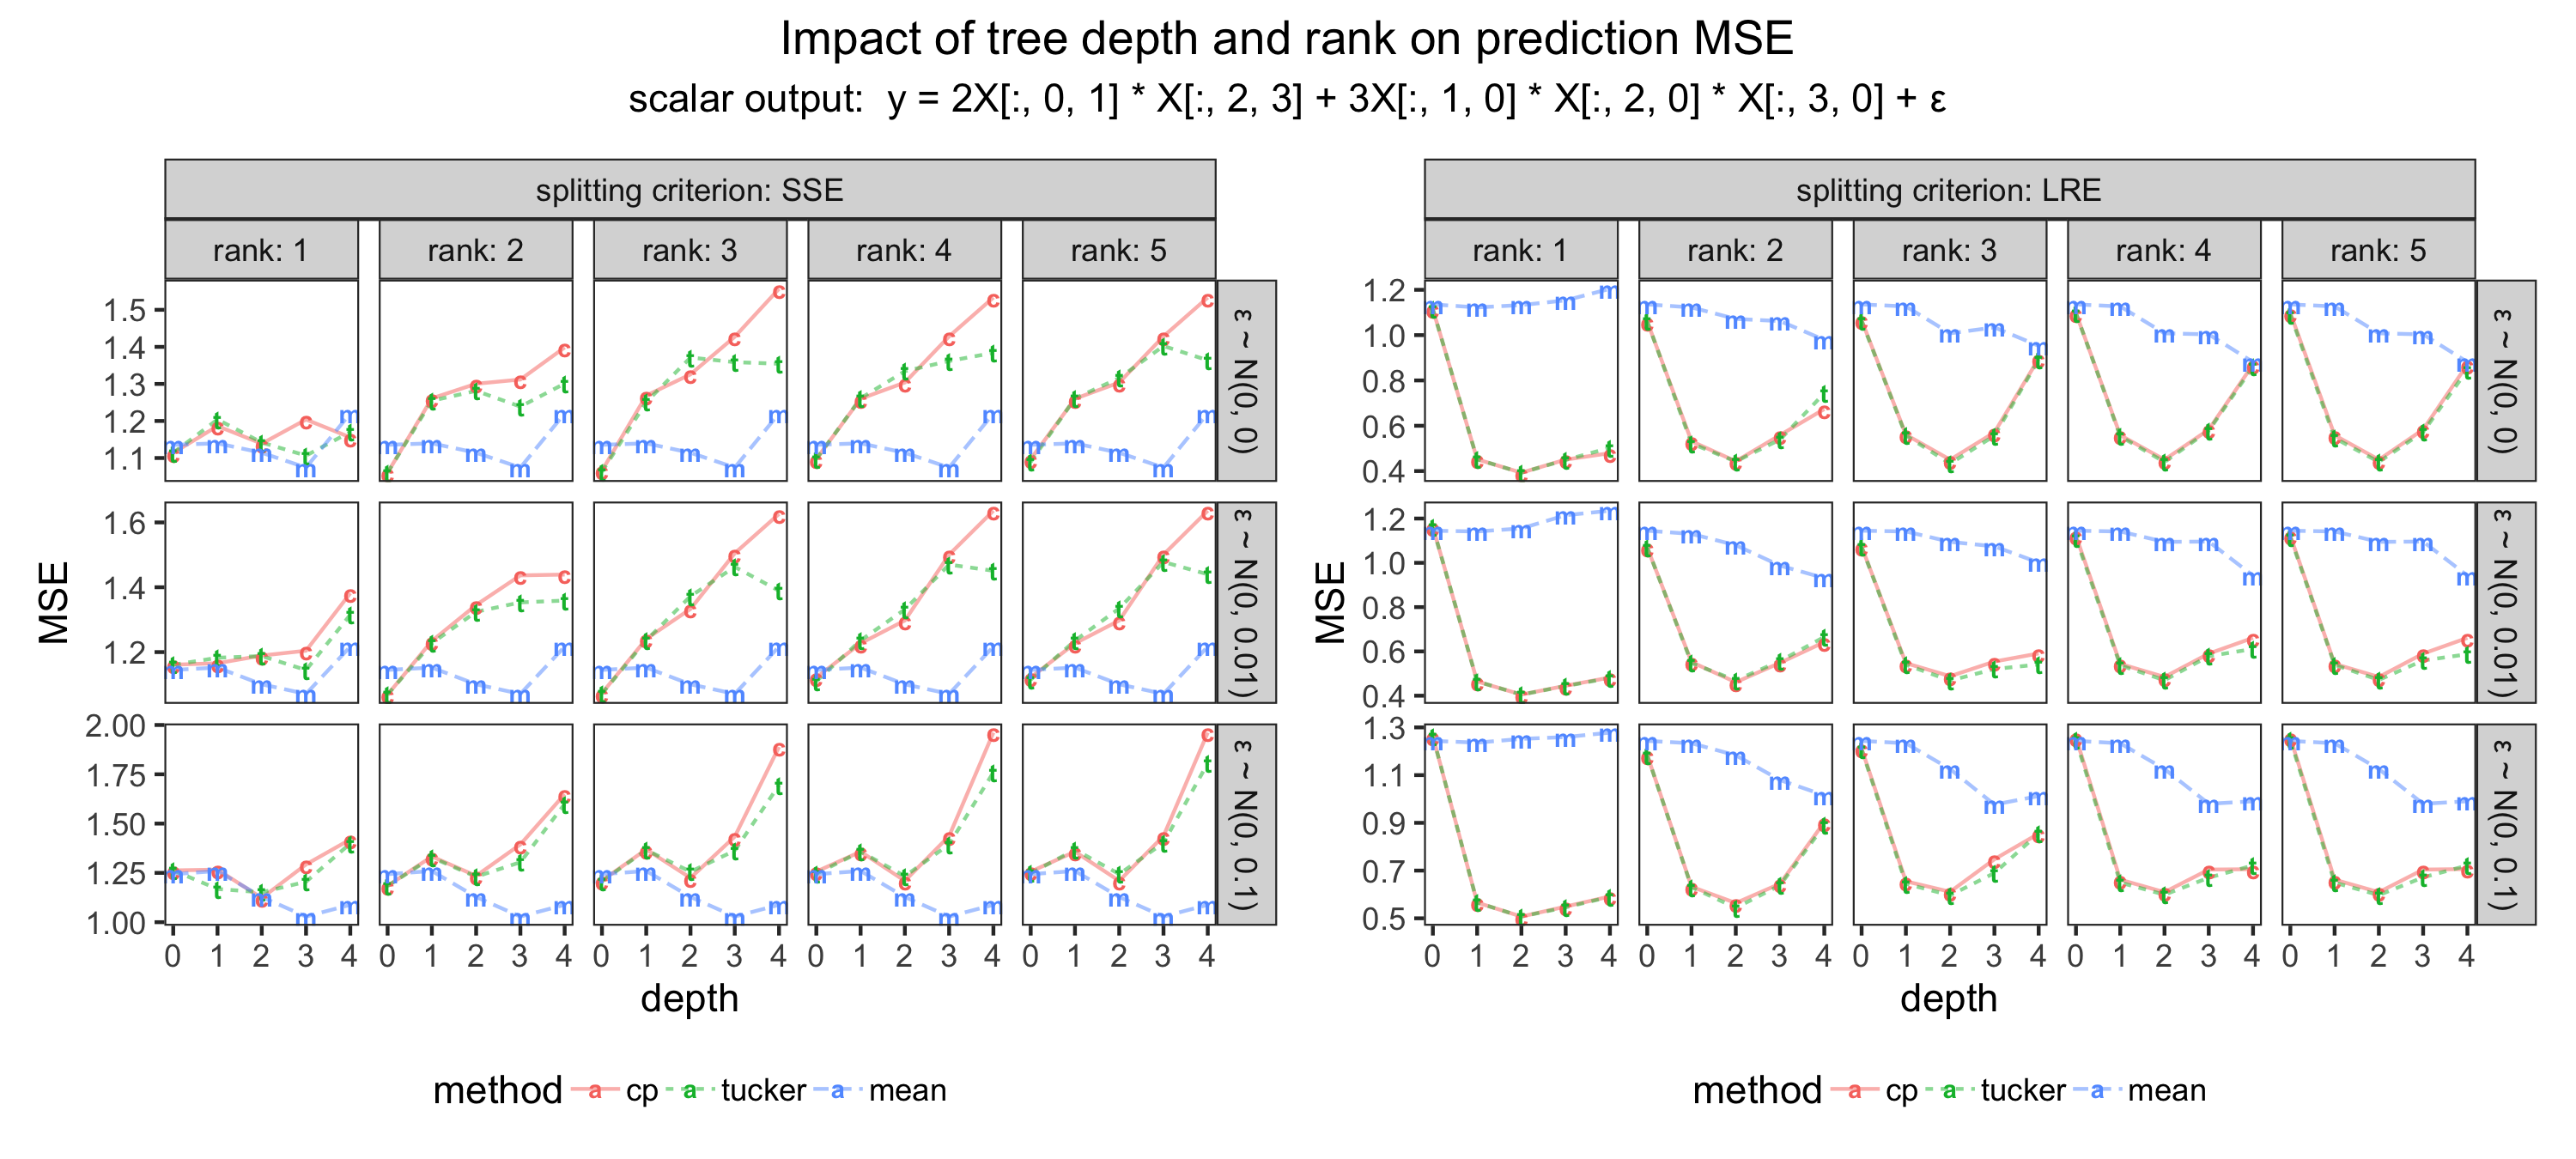 Impact of tree depth and rank on prediction MSE
scalar output:  y = 2X[:, 0, 1] * X[:, 2, 3] + 3X[:, 1, 0] * X[:, 2, 0] * X[:, 3, 0] + ε
splitting criterion: SSE
rank: 1 rank: 2 rank: 3 rank: 4 rank: 5
1.5
1.4
1.3
1.2
1.1
ε ~ N(0, 0)
1.6
1.4
1.2
ε ~ N(0, 0.01)
2.00
1.75
1.50
1.25
1.00
ε ~ N(0, 0.1)
MSE
0 1 2 3 4 0 1 2 3 4 0 1 2 3 4 0 1 2 3 4 0 1 2 3 4
depth
method a cp a tucker a mean
splitting criterion: LRE
rank: 1 rank: 2 rank: 3 rank: 4 rank: 5
1.2
1.0
0.8
0.6
0.4
ε ~ N(0, 0)
1.2
1.0
0.8
0.6
0.4
ε ~ N(0, 0.01)
1.3
1.1
0.9
0.7
0.5
ε ~ N(0, 0.1)
MSE
0 1 2 3 4 0 1 2 3 4 0 1 2 3 4 0 1 2 3 4 0 1 2 3 4
depth
method a cp a tucker a mean